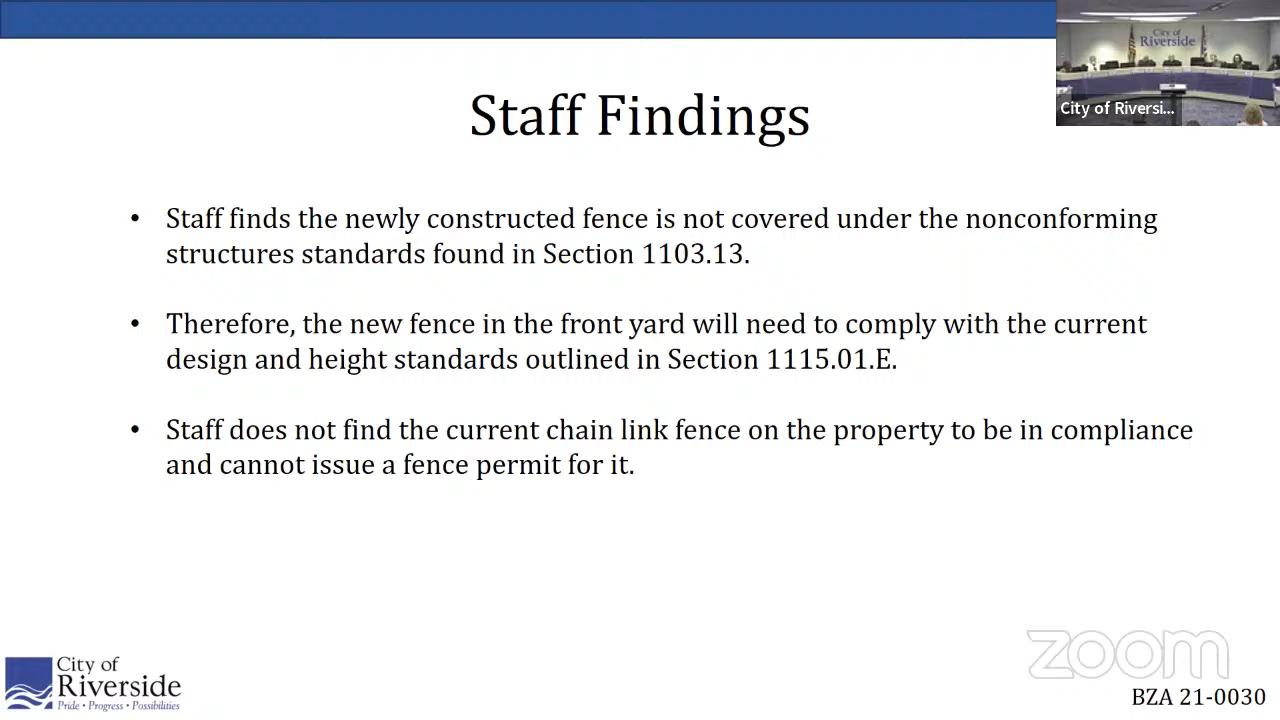 City of
Riverside
City of Riversi...
Staff Findings
• Staff finds the newly constructed fence is not covered under the nonconforming
structures standards found in Section 1103.13.
• Therefore, the new fence in the front yard will need to comply with the current
design and height standards outlined in Section 1115.01.E.
• Staff does not find the current chain link fence on the property to be in compliance
and cannot issue a fence permit for it.
City of
Riverside
Pride • Progress • Possibilities
zoom
BZA 21-0030